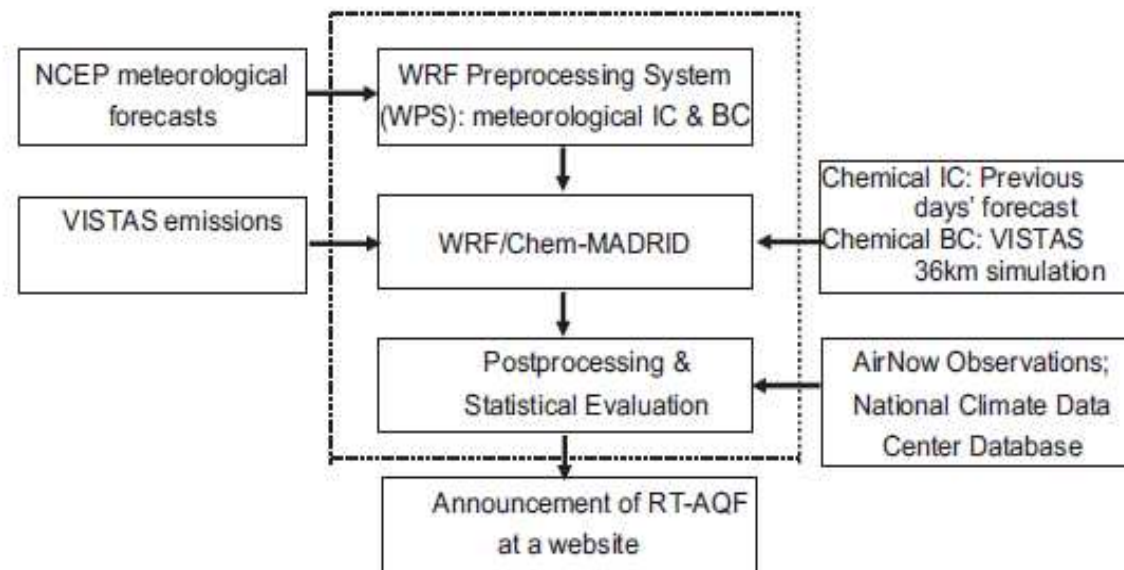 NCEP meteorological
forecasts
WRF Preprocessing System
(WPS): meteorological IC & BC
VISTAS emissions
WRF/Chem-MADRID
Chemical IC: Previous
days' forecast
Chemical BC: VISTAS
36km simulation
Postprocessing &
Statistical Evaluation
AirNow Observations;
National Climate Data
Center Database
Announcement of RT-AQF
at a website